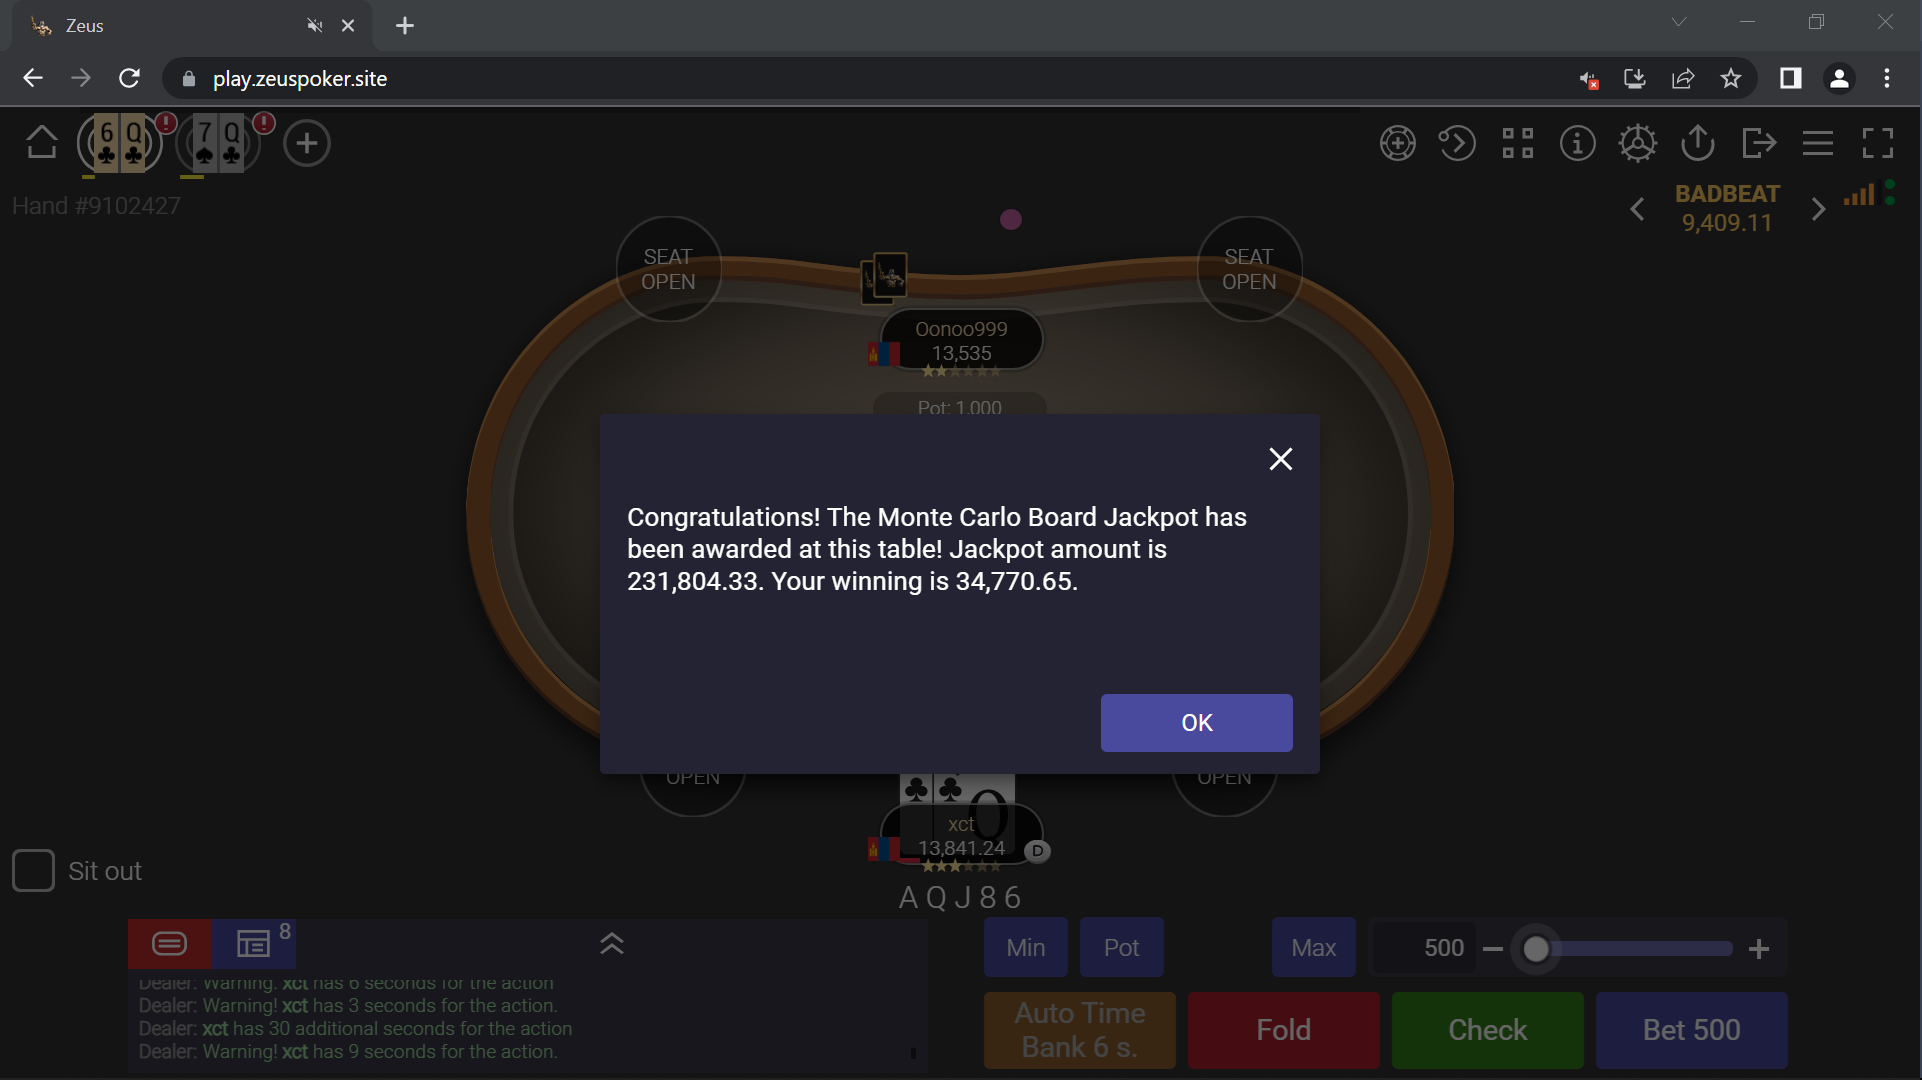 Zeus
play.zeuspoker.site
6 Q
7 Q
Hand #9102427
BADBEAT
9,409.11
SEAT
OPEN
SEAT
OPEN
Oonoo999
13,535
Pot: 1,000
Congratulations! The Monte Carlo Board Jackpot has
been awarded at this table! Jackpot amount is
231,804.33. Your winning is 34,770.65.
OK
OPEN
OPEN
Q
xct
13,841.24
D
A Q J 8 6
Sit out
8
Dealer: Warning! xct has 6 seconds for the action
Dealer: Warning! xct has 3 seconds for the action.
Dealer: xct has 30 additional seconds for the action
Dealer: Warning! xct has 9 seconds for the action.
Min
Pot
Max
500
Auto Time
Bank 6 s.
Fold
Check
Bet 500